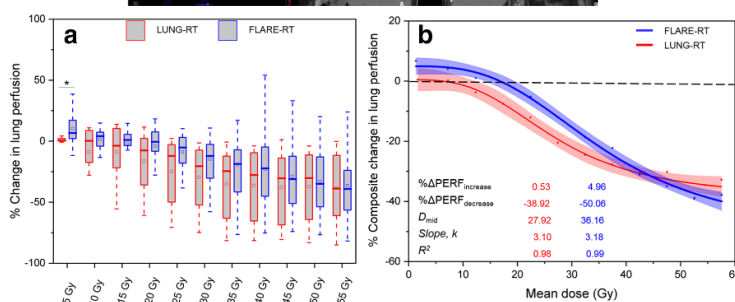 a
LUNG-RT
FLARE-RT
% Change in lung perfusion
100
50
0
-50
-100
*
5 Gy
15 Gy
20 Gy
25 Gy
30 Gy
35 Gy
40 Gy
45 Gy
50 Gy
55 Gy
b
FLARE-RT
LUNG-RT
% Composite change in lung perfusion
20
0
-20
-40
-60
%ΔPERFincrease 0.53 4.96
%ΔPERFdecrease -38.92 -50.06
Dmid 27.92 36.16
Slope, k 3.10 3.18
R² 0.98 0.99
0 10 20 30 40 50 60
Mean dose (Gy)